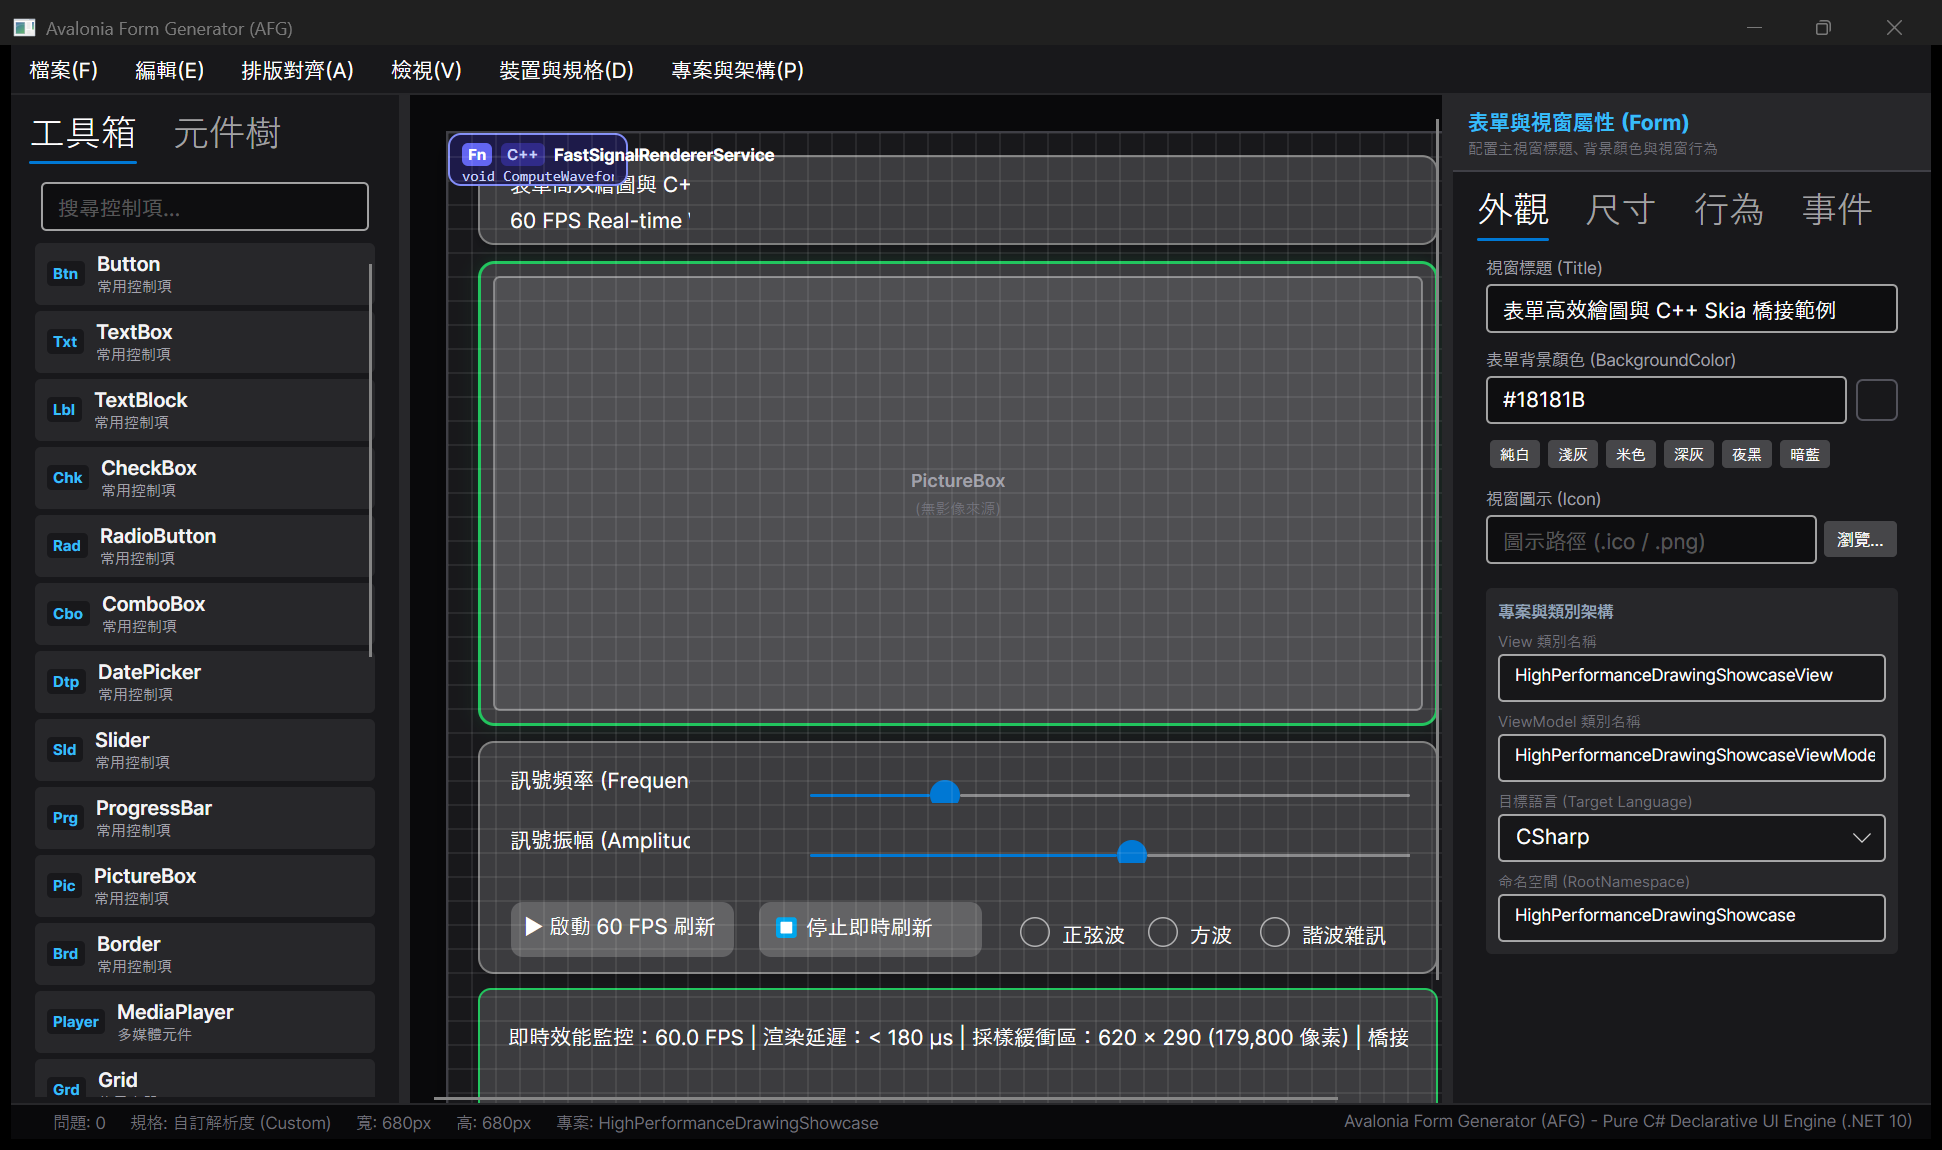 Avalonia Form Generator (AFG)
檔案(F) 編輯(E) 排版對齊(A) 檢視(V) 裝置與規格(D) 專案與架構(P)
工具箱 元件樹
搜尋控制項...
Btn Button
常用控制項
Txt TextBox
常用控制項
Lbl TextBlock
常用控制項
Chk CheckBox
常用控制項
Rad RadioButton
常用控制項
Cbo ComboBox
常用控制項
Dtp DatePicker
常用控制項
Sld Slider
常用控制項
Prg ProgressBar
常用控制項
Pic PictureBox
常用控制項
Brd Border
常用控制項
Player MediaPlayer
多媒體元件
Grd Grid
Fn C++ FastSignalRendererService
void ComputeWavefor
表單高效繪圖與 C+
60 FPS Real-time
PictureBox
(無影像來源)
訊號頻率 (Frequen
訊號振幅 (Amplituc
▶ 啟動 60 FPS 刷新 停止即時刷新 正弦波 方波 諧波雜訊
即時效能監控：60.0 FPS | 渲染延遲：< 180 μs | 採樣緩衝區：620 × 290 (179,800 像素) | 橋接
表單與視窗屬性 (Form)
配置主視窗標題、背景顏色與視窗行為
外觀 尺寸 行為 事件
視窗標題 (Title)
表單高效繪圖與 C++ Skia 橋接範例
表單背景顏色 (BackgroundColor)
#18181B
純白 淺灰 米色 深灰 夜黑 暗藍
視窗圖示 (Icon)
圖示路徑 (.ico / .png) 瀏覽...
專案與類別架構
View 類別名稱
HighPerformanceDrawingShowcaseView
ViewModel 類別名稱
HighPerformanceDrawingShowcaseViewMode
目標語言 (Target Language)
CSharp
命名空間 (RootNamespace)
HighPerformanceDrawingShowcase
問題: 0 規格: 自訂解析度 (Custom) 寬: 680px 高: 680px 專案: HighPerformanceDrawingShowcase
Avalonia Form Generator (AFG) - Pure C# Declarative UI Engine (.NET 10)